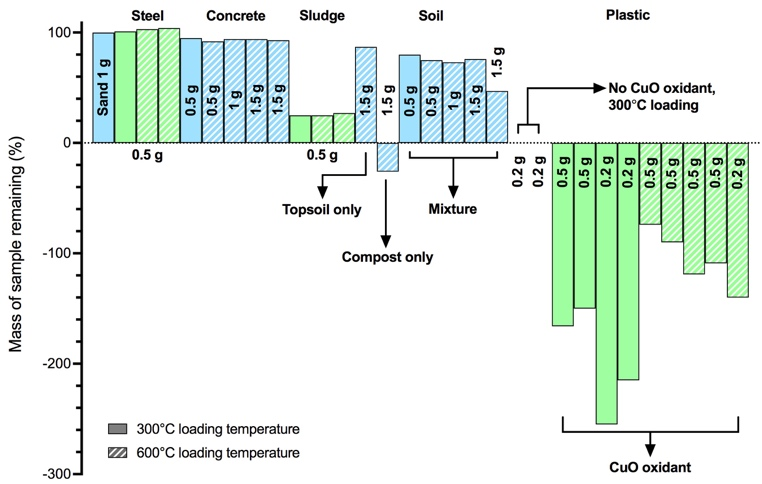 Steel
Concrete
Sludge
Soil
Plastic
Mass of sample remaining (%)
100
0
-100
-200
-300
Sand 1 g
0.5 g
0.5 g
0.5 g
1 g
1.5 g
1.5 g
0.5 g
1.5 g
1.5 g
0.5 g
0.5 g
1 g
1.5 g
1.5 g
0.2 g
0.2 g
0.5 g
0.5 g
0.2 g
0.2 g
0.5 g
0.5 g
0.5 g
0.2 g
No CuO oxidant,
300°C loading
Topsoil only
Compost only
Mixture
CuO oxidant
300°C loading temperature
600°C loading temperature